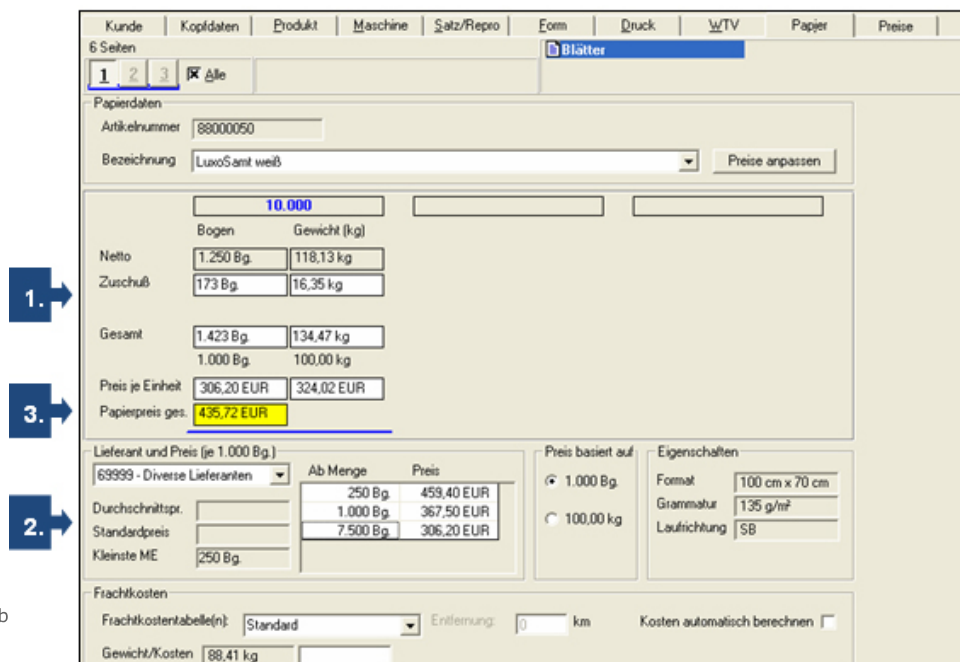 Kunde Kopfdaten Produkt Maschine Satz/Repro Form Druck WTV Papier Preise
6 Seiten
Blätter
1 2 3 Alle
Papierdaten
Artikelnummer 88000050
Bezeichnung LuxoSamt weiß Preise anpassen
10.000
Bogen Gewicht (kg)
Netto 1.250 Bg. 118,13 kg
Zuschuß 173 Bg. 16,35 kg
1.
Gesamt 1.423 Bg. 134,47 kg
1.000 Bg. 100,00 kg
Preis je Einheit 306,20 EUR 324,02 EUR
3.
Papierpreis ges. 435,72 EUR
Lieferant und Preis (je 1.000 Bg.)
69999 - Diverse Lieferanten
Durchschnittspr.
2.
Standardpreis
Kleinste ME 250 Bg.
Ab Menge Preis
250 Bg. 459,40 EUR
1.000 Bg. 367,50 EUR
7.500 Bg. 306,20 EUR
Preis basiert auf
1.000 Bg.
100,00 kg
Eigenschaften
Format 100 cm x 70 cm
Grammatur 135 g/m²
Laufrichtung SB
Frachtkosten
b
Frachtkostentabelle(n): Standard Entfernung: 0 km Kosten automatisch berechnen
Gewicht/Kosten 88,41 kg